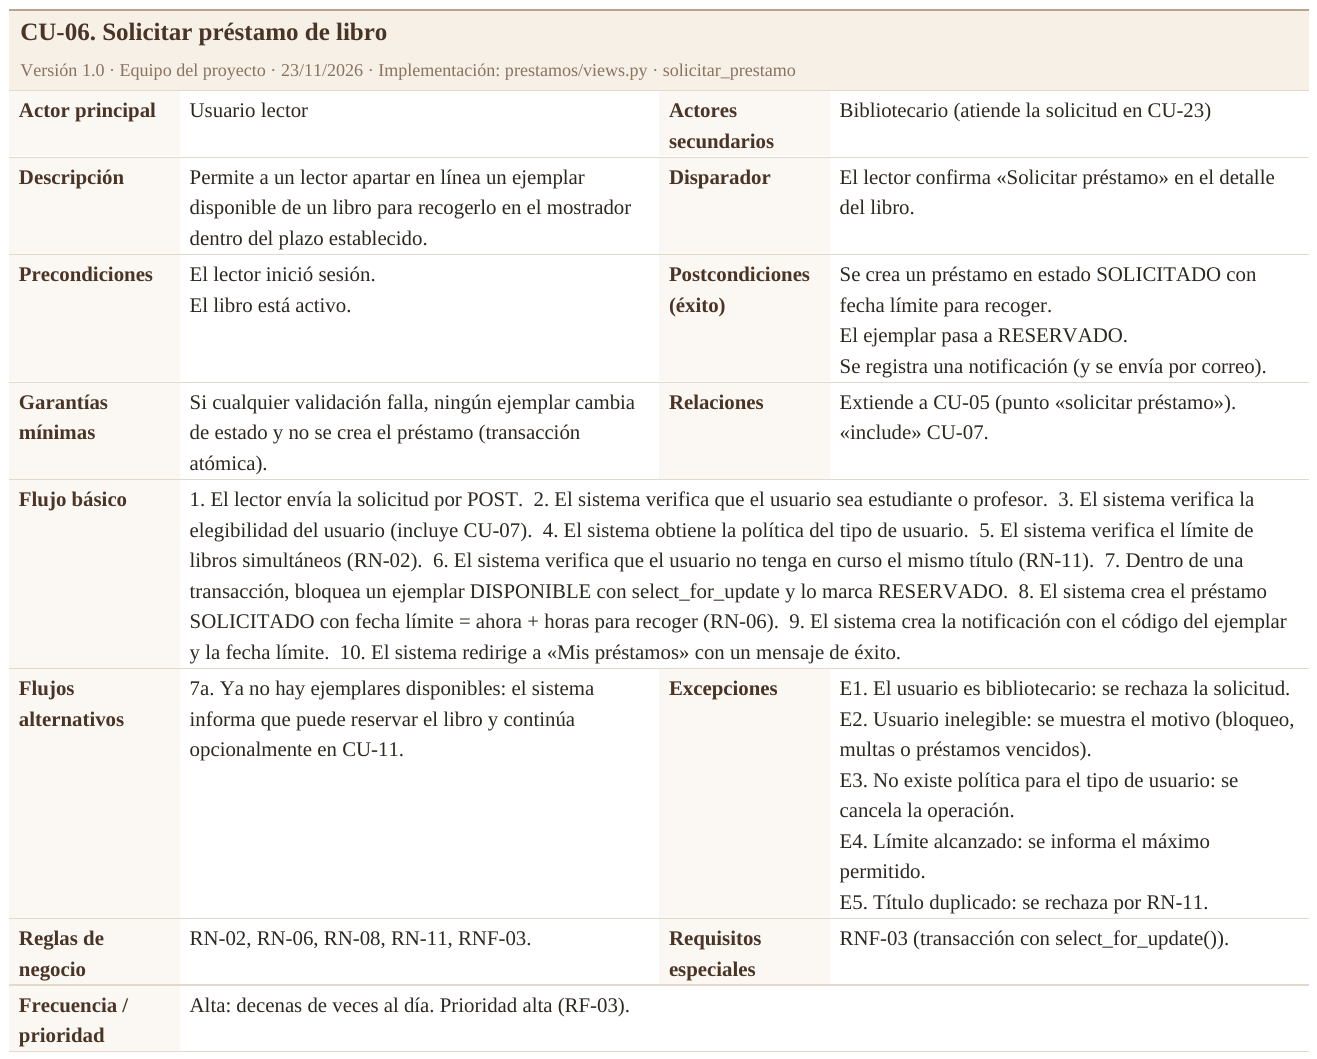 CU-06. Solicitar préstamo de libro
Versión 1.0 · Equipo del proyecto · 23/11/2026 · Implementación: prestamos/views.py · solicitar_prestamo
Actor principal
Usuario lector
Actores
secundarios
Bibliotecario (atiende la solicitud en CU-23)
Descripción
Permite a un lector apartar en línea un ejemplar
disponible de un libro para recogerlo en el mostrador
dentro del plazo establecido.
Disparador
El lector confirma «Solicitar préstamo» en el detalle
del libro.
Precondiciones
El lector inició sesión.
El libro está activo.
Postcondiciones
(éxito)
Se crea un préstamo en estado SOLICITADO con
fecha límite para recoger.
El ejemplar pasa a RESERVADO.
Se registra una notificación (y se envía por correo).
Garantías
mínimas
Si cualquier validación falla, ningún ejemplar cambia
de estado y no se crea el préstamo (transacción
atómica).
Relaciones
Extiende a CU-05 (punto «solicitar préstamo»).
«include» CU-07.
Flujo básico
1. El lector envía la solicitud por POST. 2. El sistema verifica que el usuario sea estudiante o profesor. 3. El sistema verifica la
elegibilidad del usuario (incluye CU-07). 4. El sistema obtiene la política del tipo de usuario. 5. El sistema verifica el límite de
libros simultáneos (RN-02). 6. El sistema verifica que el usuario no tenga en curso el mismo título (RN-11). 7. Dentro de una
transacción, bloquea un ejemplar DISPONIBLE con select_for_update y lo marca RESERVADO. 8. El sistema crea el préstamo
SOLICITADO con fecha límite = ahora + horas para recoger (RN-06). 9. El sistema crea la notificación con el código del ejemplar
y la fecha límite. 10. El sistema redirige a «Mis préstamos» con un mensaje de éxito.
Flujos
alternativos
7a. Ya no hay ejemplares disponibles: el sistema
informa que puede reservar el libro y continúa
opcionalmente en CU-11.
Excepciones
E1. El usuario es bibliotecario: se rechaza la solicitud.
E2. Usuario inelegible: se muestra el motivo (bloqueo,
multas o préstamos vencidos).
E3. No existe política para el tipo de usuario: se
cancela la operación.
E4. Límite alcanzado: se informa el máximo
permitido.
E5. Título duplicado: se rechaza por RN-11.
Reglas de
negocio
RN-02, RN-06, RN-08, RN-11, RNF-03.
Requisitos
especiales
RNF-03 (transacción con select_for_update()).
Frecuencia /
prioridad
Alta: decenas de veces al día. Prioridad alta (RF-03).